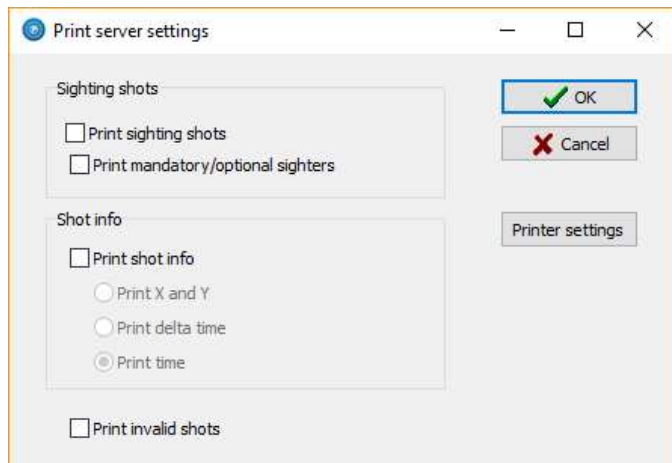 Print server settings
Sighting shots
Print sighting shots
Print mandatory/optional sighters
Shot info
Print shot info
Print X and Y
Print delta time
Print time
Print invalid shots
OK
Cancel
Printer settings